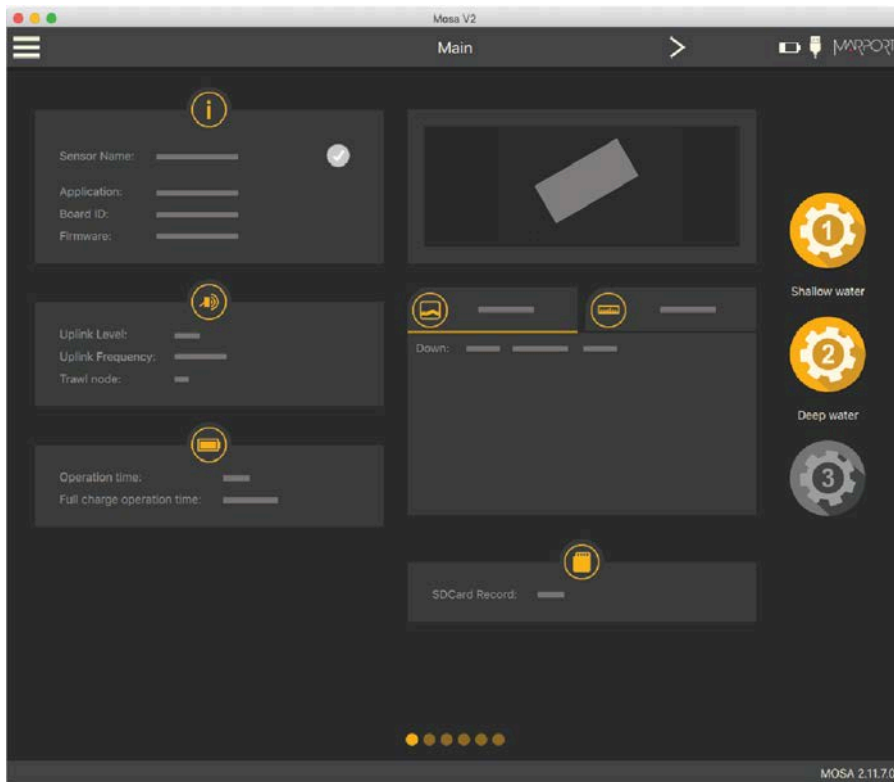 Mosa V2
Main
MARPORT
Sensor Name:
Application:
Board ID:
Firmware:
Uplink Level:
Uplink Frequency:
Trawl node:
Operation time:
Full charge operation time:
Down:
SDCard Record:
1
Shallow water
2
Deep water
3
MOSA 2.11.7.0